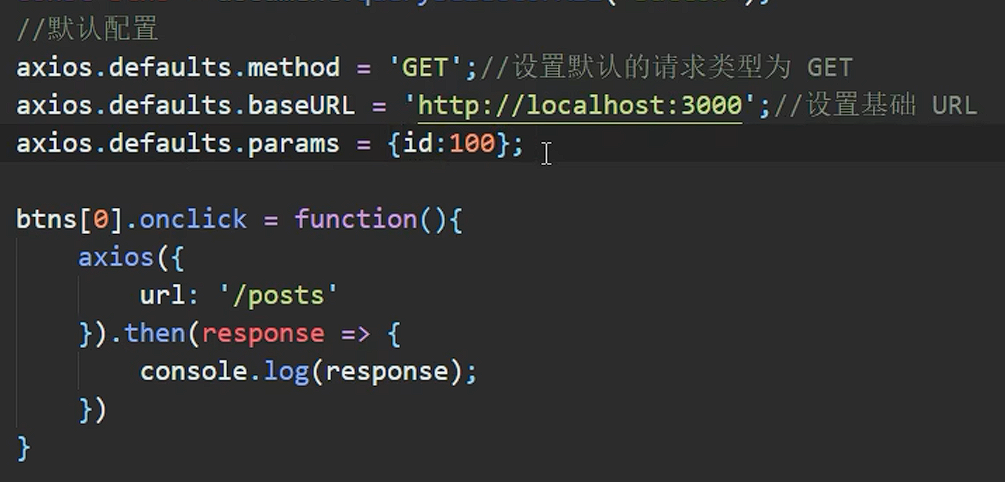 //默认配置
axios.defaults.method = 'GET';//设置默认的请求类型为 GET
axios.defaults.baseURL = 'http://localhost:3000';//设置基础 URL
axios.defaults.params = {id:100};
btns[0].onclick = function(){
axios({
url: '/posts'
}).then(response => {
console.log(response);
})
}